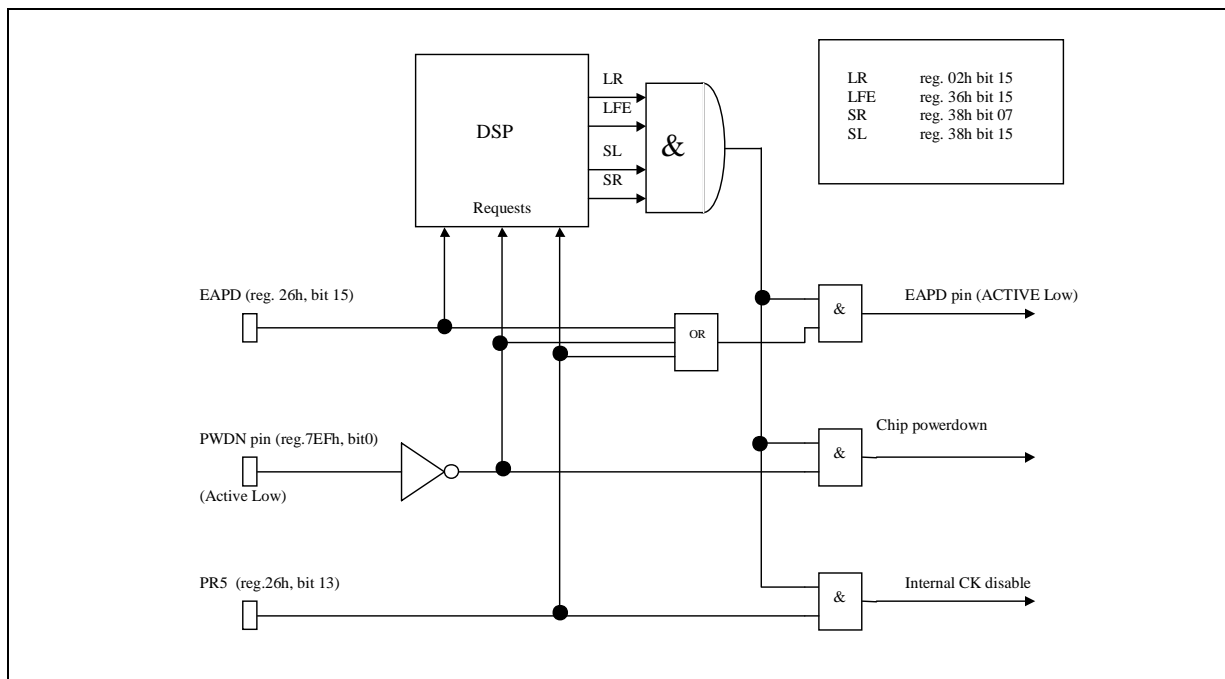 LR
LFE
DSP
&
SL
SR
Requests
LR reg. 02h bit 15
LFE reg. 36h bit 15
SR reg. 38h bit 07
SL reg. 38h bit 15
EAPD (reg. 26h, bit 15)
OR
&
EAPD pin (ACTIVE Low)
PWDN pin (reg.7EFh, bit0)
(Active Low)
&
Chip powerdown
PR5 (reg.26h, bit 13)
&
Internal CK disable